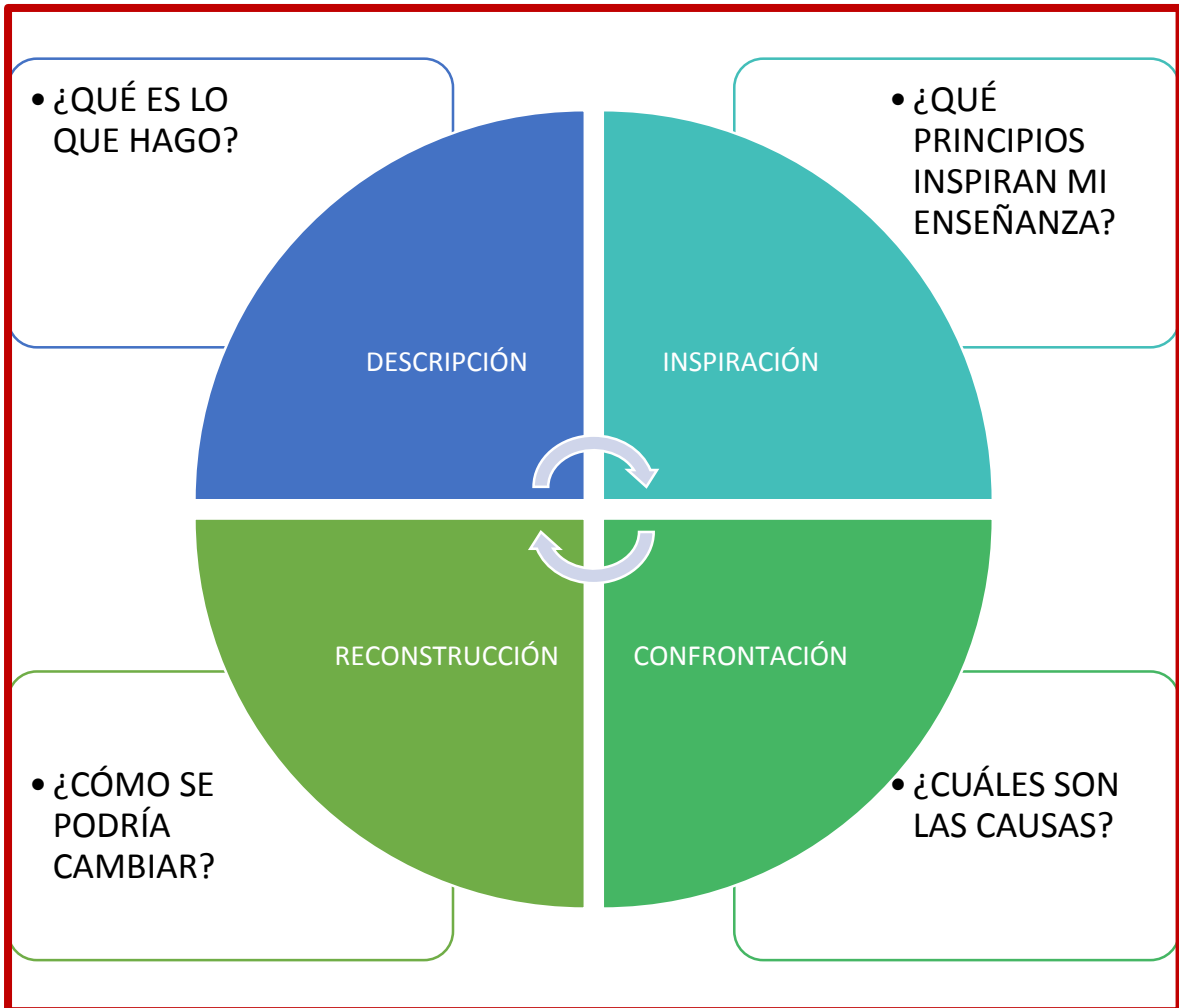 • ¿QUÉ ES LO
QUE HAGO?
• ¿QUÉ
PRINCIPIOS
INSPIRAN MI
ENSEÑANZA?
DESCRIPCIÓN
INSPIRACIÓN
RECONSTRUCCIÓN
CONFRONTACIÓN
• ¿CÓMO SE
PODRÍA
CAMBIAR?
• ¿CUÁLES SON
LAS CAUSAS?